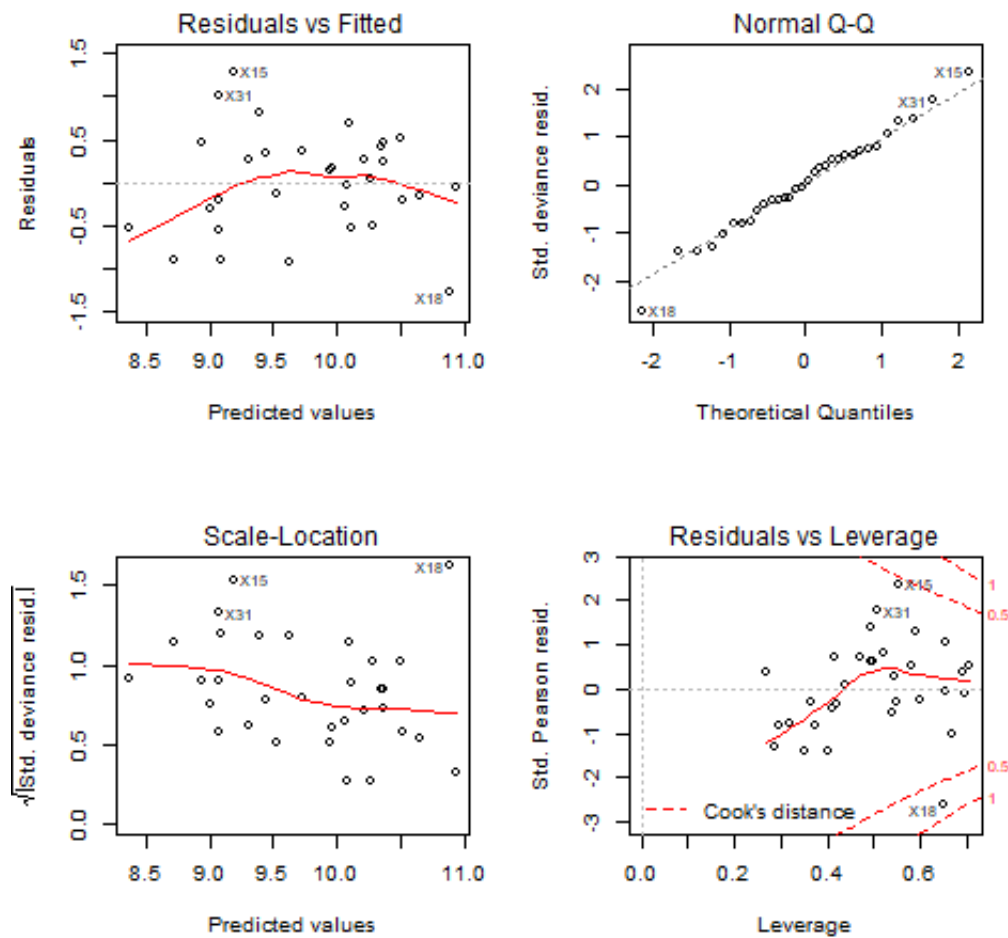 Residuals vs Fitted
Residuals
1.5
0.5
-0.5
-1.5
X15
X31
X18
8.5 9.0 9.5 10.0 11.0
Predicted values
Normal Q-Q
Std. deviance resid.
2
1
0
-1
-2
X15
X31
X18
-2 -1 0 1 2
Theoretical Quantiles
Scale-Location
√|Std. deviance resid.|
1.5
1.0
0.5
0.0
X15
X18
X31
8.5 9.0 9.5 10.0 11.0
Predicted values
Residuals vs Leverage
Std. Pearson resid.
3
2
1
0
-1
-2
-3
X15
X31
X18
1
0.5
0.5
1
Cook's distance
0.0 0.2 0.4 0.6
Leverage